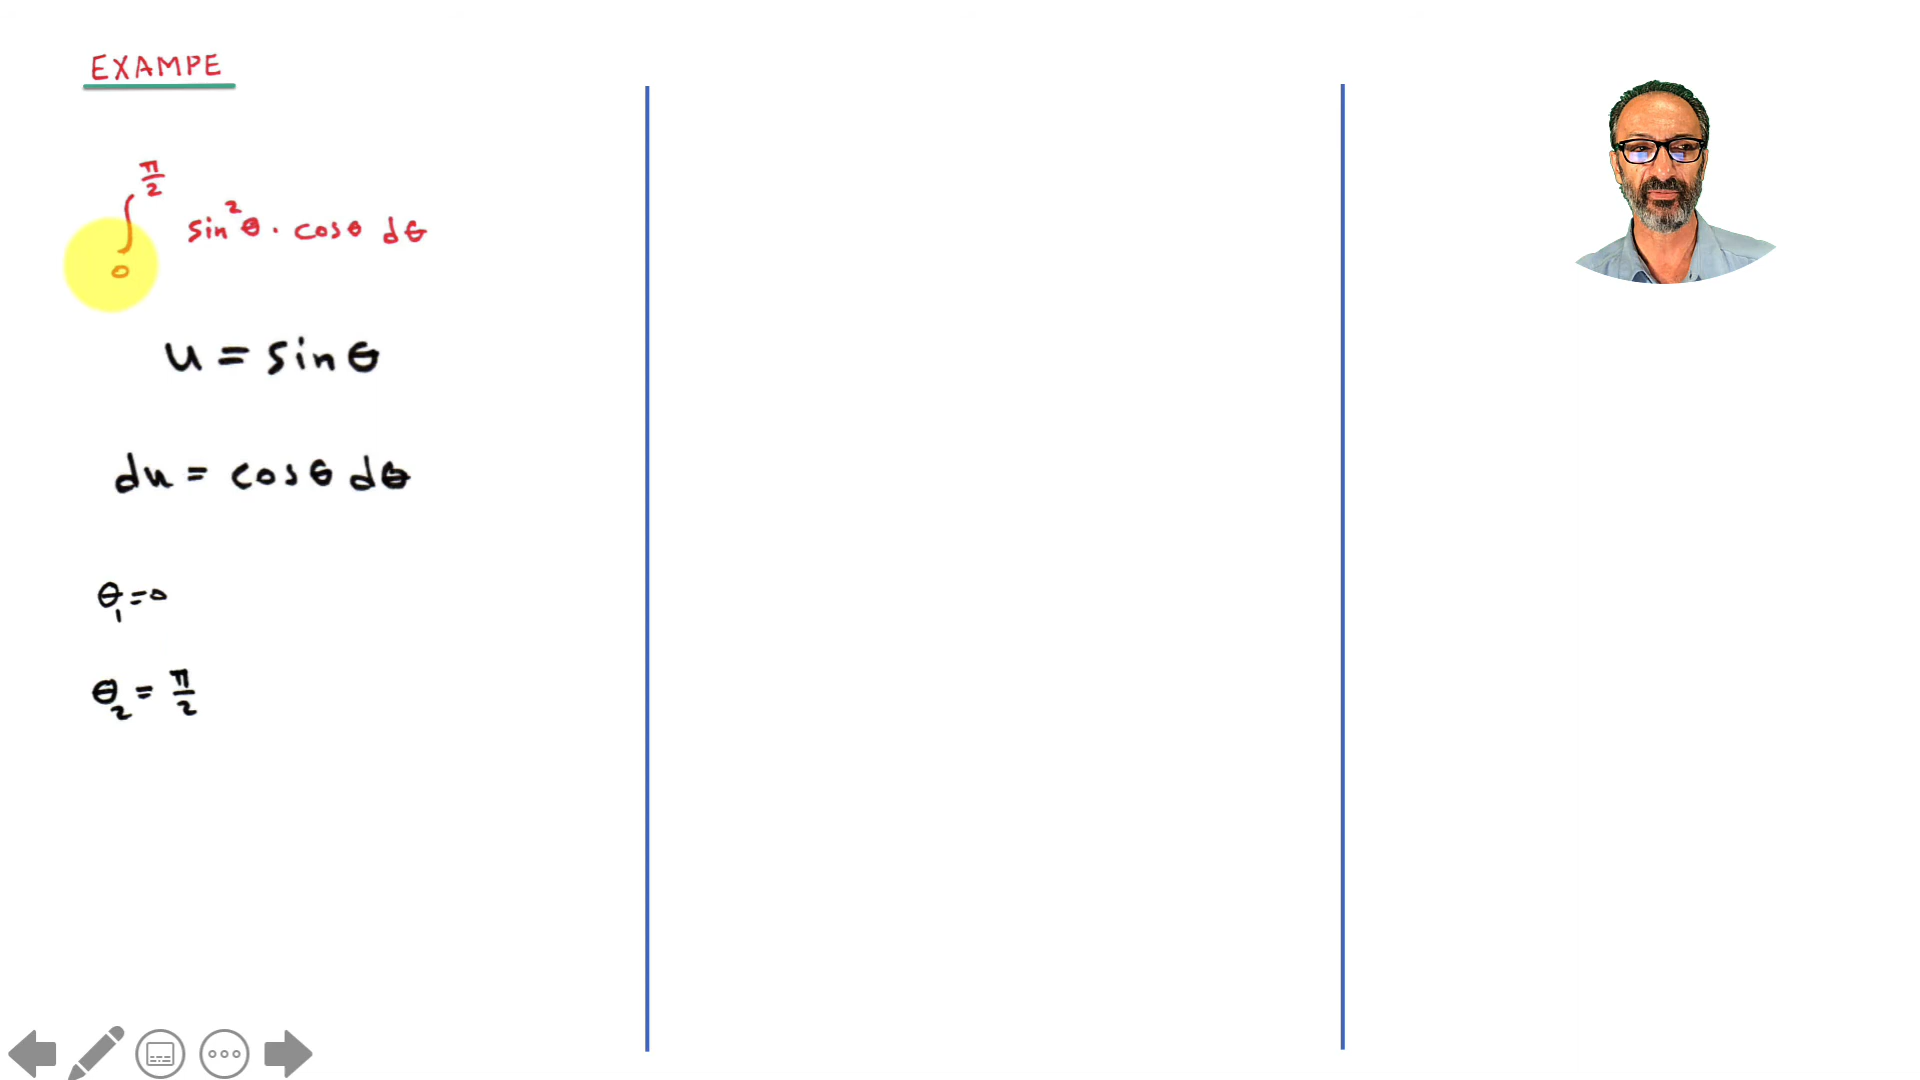 EXAMPE
∫₀^(π/2) sin²θ · cosθ dθ
u = sinθ
du = cosθ dθ
θ₁ = 0
θ₂ = π/2